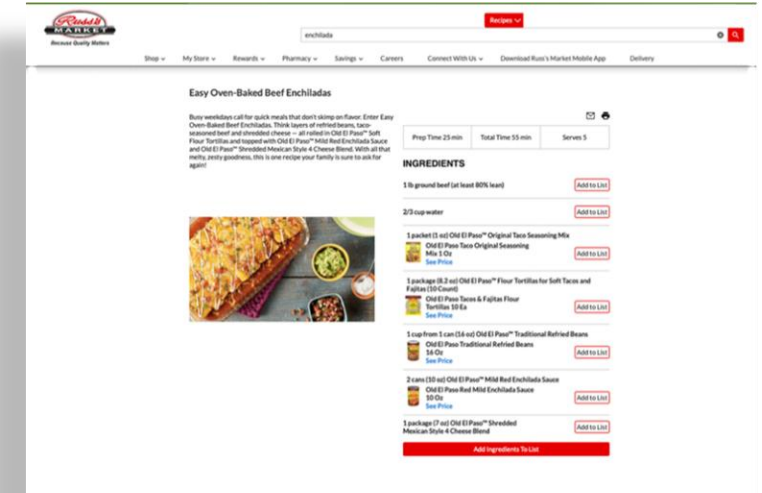 Russ's
MARKET
Because Quality Matters
Recipes
enchilada
Shop My Store Rewards Pharmacy Savings Careers Connect With Us Download Russ's Market Mobile App Delivery
Easy Oven-Baked Beef Enchiladas
Busy weekdays call for quick meals that don't skimp on flavor. Enter Easy
Oven-Baked Beef Enchiladas. Think layers of refried beans, taco-
seasoned beef and shredded cheese — all rolled in Old El Paso™ Soft
Flour Tortillas and topped with Old El Paso™ Mild Red Enchilada Sauce
and Old El Paso™ Shredded Mexican Style 4 Cheese Blend. With all that
melty, zesty goodness, this is one recipe your family is sure to ask for
again!
Prep Time 25 min Total Time 55 min Serves 5
INGREDIENTS
1 lb ground beef (at least 80% lean) Add to List
2/3 cup water Add to List
1 packet (1 oz) Old El Paso™ Original Taco Seasoning Mix
Old El Paso Taco Original Seasoning
Mix 1 Oz Add to List
See Price
1 package (8.2 oz) Old El Paso™ Flour Tortillas for Soft Tacos and
Fajitas (10 Count)
Old El Paso Tacos & Fajitas Flour
Tortillas 10 Ea Add to List
See Price
1 cup from 1 can (16 oz) Old El Paso™ Traditional Refried Beans
Old El Paso Traditional Refried Beans
16 Oz Add to List
See Price
2 cans (10 oz) Old El Paso™ Mild Red Enchilada Sauce
Old El Paso Red Mild Enchilada Sauce
10 Oz Add to List
See Price
1 package (7 oz) Old El Paso™ Shredded
Mexican Style 4 Cheese Blend Add to List
Add Ingredients To List